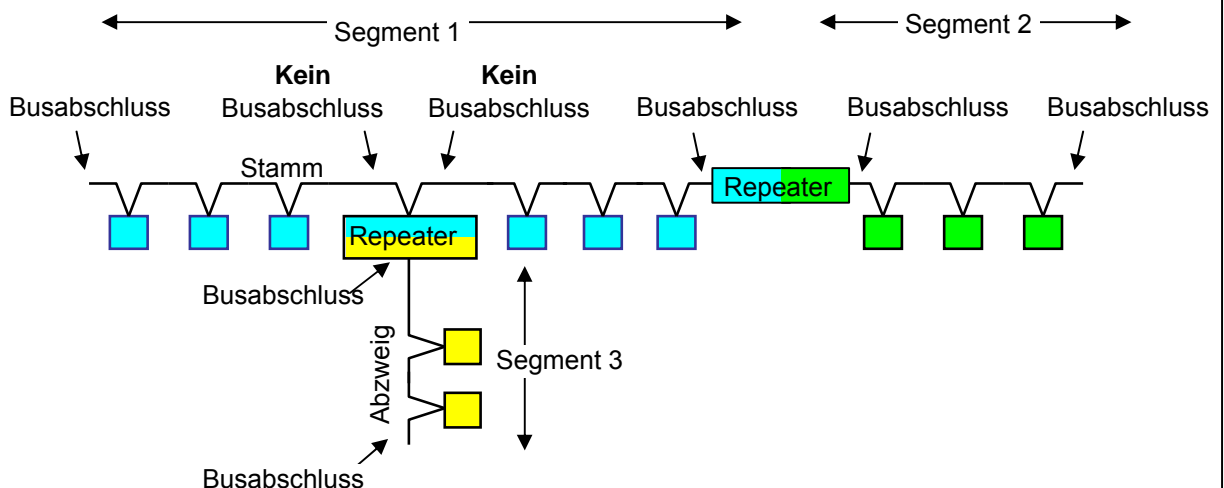 Segment 1
Segment 2
Kein
Busabschluss
Kein
Busabschluss
Busabschluss
Busabschluss
Busabschluss
Busabschluss
Stamm
Repeater
Repeater
Busabschluss
Abzweig
Segment 3
Busabschluss